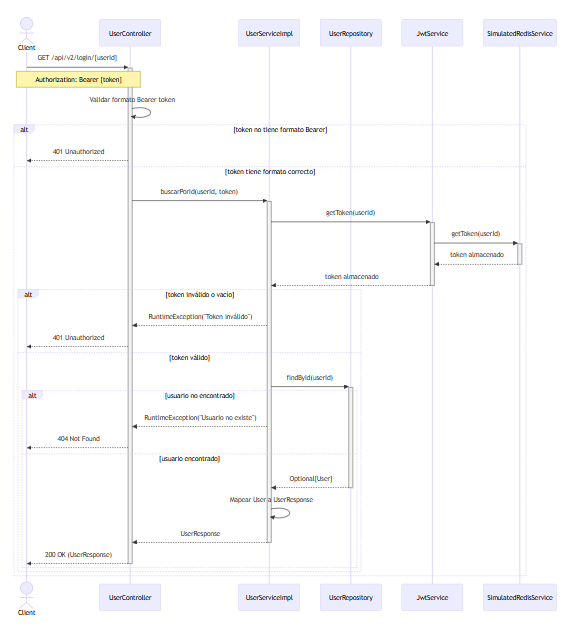 Client
UserController
UserServiceImpl
UserRepository
JwtService
SimulatedRedisService
GET /api/v2/login/[userId]
Authorization: Bearer [token]
Validar formato Bearer token
alt
[token no tiene formato Bearer]
401 Unauthorized
[token tiene formato correcto]
buscarPorId(userId, token)
getToken(userId)
getToken(userId)
token almacenado
token almacenado
alt
[token inválido o vacío]
RuntimeException("Token inválido")
401 Unauthorized
[token válido]
findById(userId)
alt
[usuario no encontrado]
RuntimeException("Usuario no existe")
404 Not Found
[usuario encontrado]
Optional[User]
Mapear User a UserResponse
UserResponse
200 OK (UserResponse)
Client
UserController
UserServiceImpl
UserRepository
JwtService
SimulatedRedisService